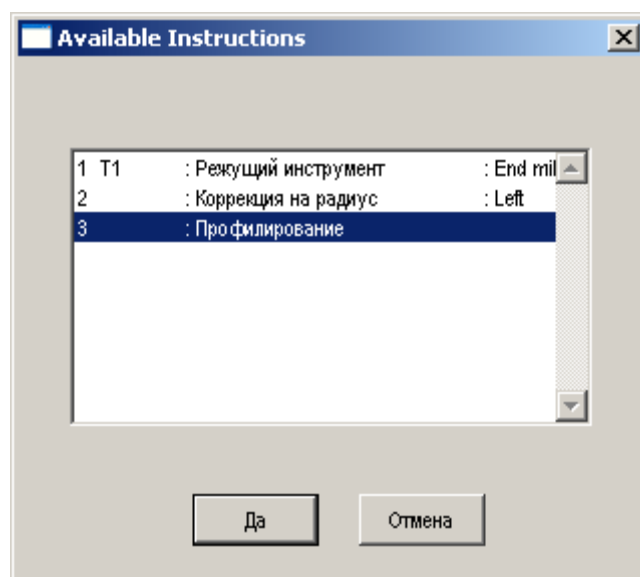 Available Instructions
1 T1 : Режущий инструмент : End mil
2 : Коррекция на радиус : Left
3 : Профилирование
Да Отмена